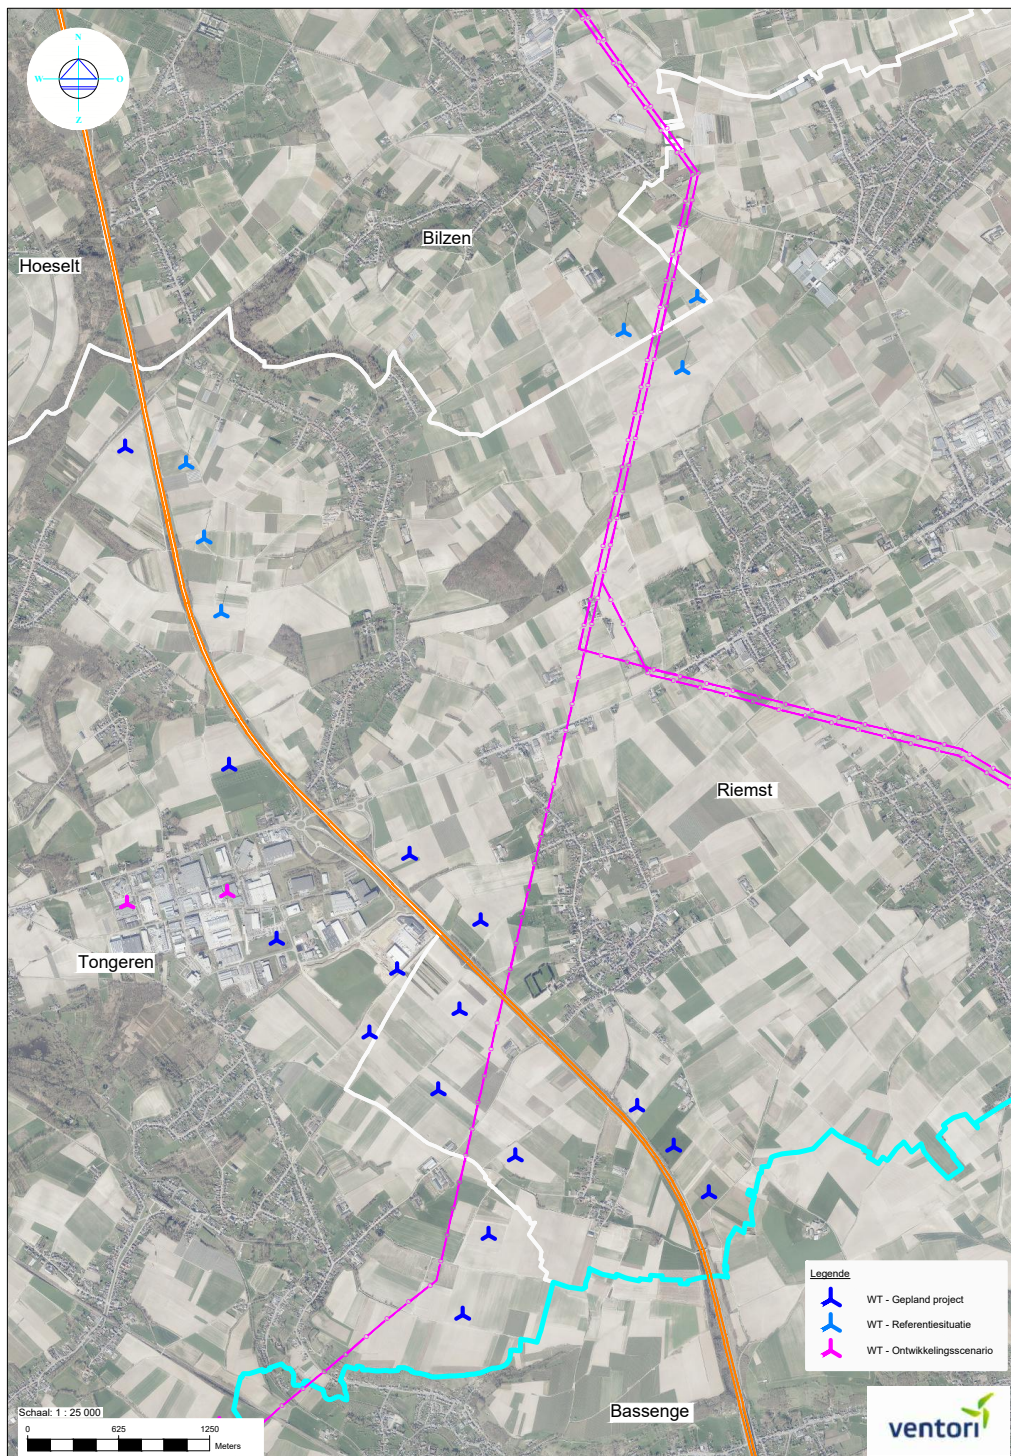 N
W
O
Z
Bilzen
Hoeselt
Riemst
Tongeren
Legende
WT - Gepland project
WT - Referentiesituatie
WT - Ontwikkelingsscenario
Bassenge
Schaal: 1 : 25 000
0 625 1250
Meters
ventori